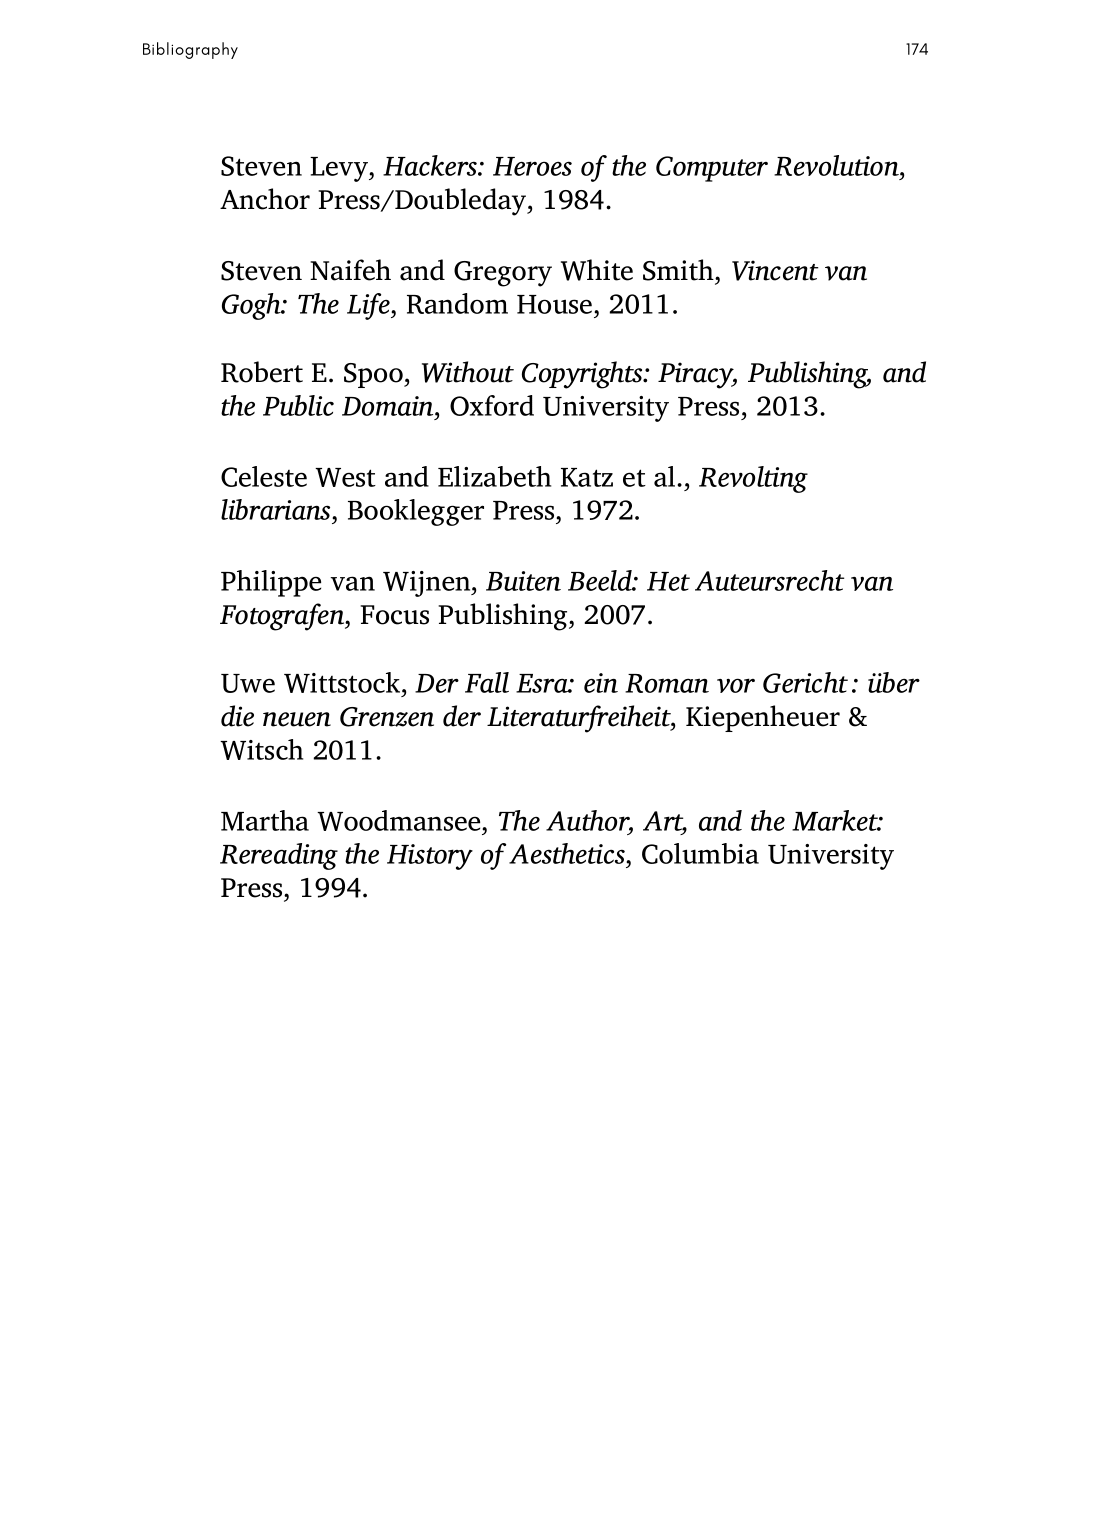 Bibliography 174
Steven Levy, Hackers: Heroes of the Computer Revolution,
Anchor Press/Doubleday, 1984.
Steven Naifeh and Gregory White Smith, Vincent van
Gogh: The Life, Random House, 2011.
Robert E. Spoo, Without Copyrights: Piracy, Publishing, and
the Public Domain, Oxford University Press, 2013.
Celeste West and Elizabeth Katz et al., Revolting
librarians, Booklegger Press, 1972.
Philippe van Wijnen, Buiten Beeld: Het Auteursrecht van
Fotografen, Focus Publishing, 2007.
Uwe Wittstock, Der Fall Esra: ein Roman vor Gericht : über
die neuen Grenzen der Literaturfreiheit, Kiepenheuer &
Witsch 2011.
Martha Woodmansee, The Author, Art, and the Market:
Rereading the History of Aesthetics, Columbia University
Press, 1994.